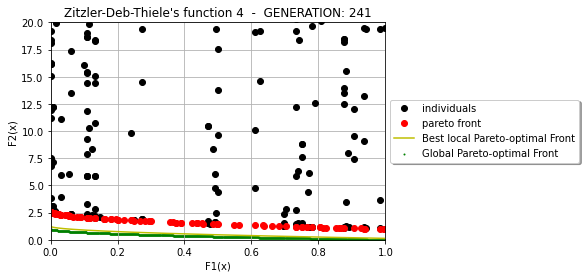 Zitzler-Deb-Thiele's function 4 - GENERATION: 241
20.0
17.5
15.0
12.5
10.0
7.5
5.0
2.5
0.0
F2(x)
0.0 0.2 0.4 0.6 0.8 1.0
F1(x)
individuals
pareto front
Best local Pareto-optimal Front
Global Pareto-optimal Front